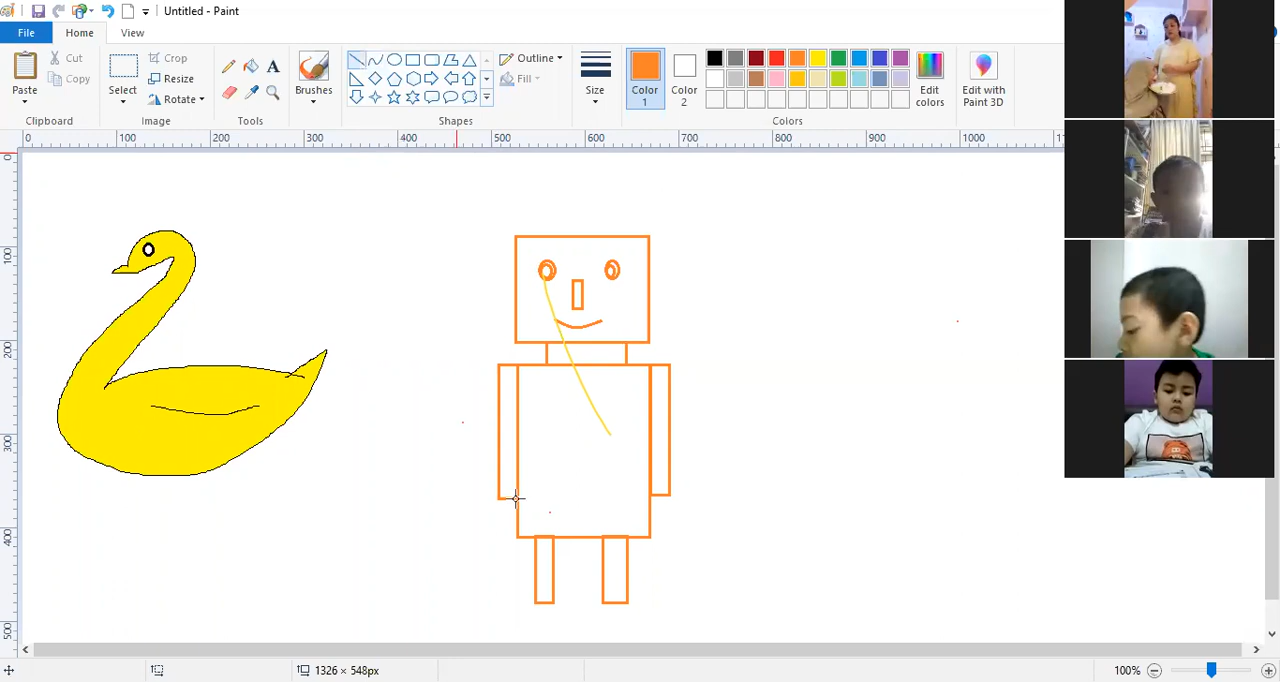 Untitled - Paint
File Home View
Paste
Cut
Copy
Clipboard
Select
Crop
Resize
Rotate
Image
A
Tools
Brushes
Outline
Fill
Shapes
Size
Color 1
Color 2
Edit colors
Colors
Edit with Paint 3D
0 100 200 300 400 500 600 700 800 900 1000
0
100
200
300
400
500
1326 × 548px
100%